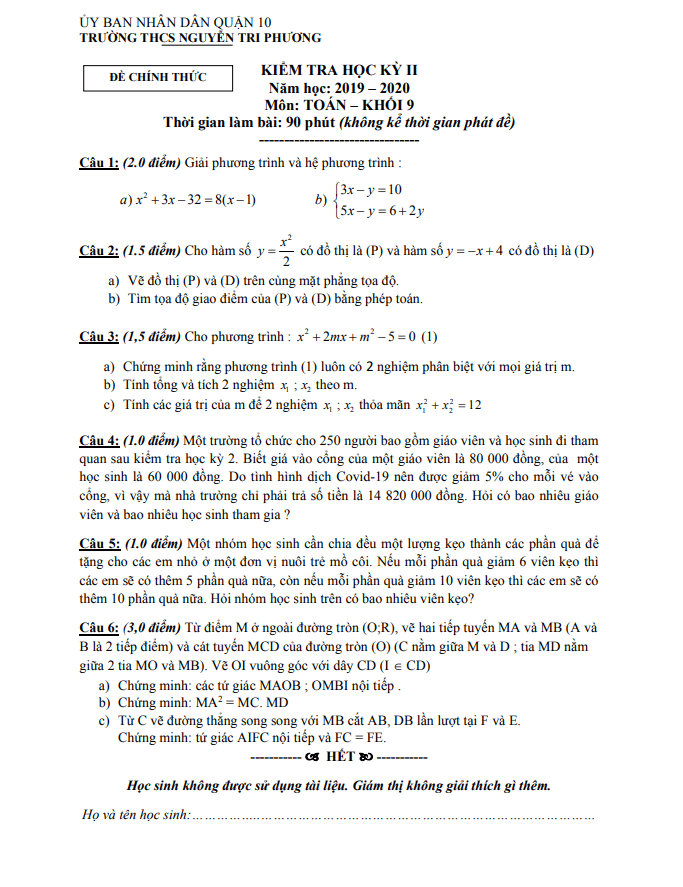 ỦY BAN NHÂN DÂN QUẬN 10
TRƯỜNG THCS NGUYỄN TRI PHƯƠNG
ĐỀ CHÍNH THỨC
KIỂM TRA HỌC KỲ II
Năm học: 2019 – 2020
Môn: TOÁN – KHỐI 9
Thời gian làm bài: 90 phút (không kể thời gian phát đề)
--------------------------------
Câu 1: (2.0 điểm) Giải phương trình và hệ phương trình :
a) x² + 3x − 32 = 8(x − 1) b) { 3x − y = 10
5x − y = 6 + 2y
Câu 2: (1.5 điểm) Cho hàm số y = x²/2 có đồ thị là (P) và hàm số y = −x + 4 có đồ thị là (D)
a) Vẽ đồ thị (P) và (D) trên cùng mặt phẳng tọa độ.
b) Tìm tọa độ giao điểm của (P) và (D) bằng phép toán.
Câu 3: (1,5 điểm) Cho phương trình : x² + 2mx + m² − 5 = 0 (1)
a) Chứng minh rằng phương trình (1) luôn có 2 nghiệm phân biệt với mọi giá trị m.
b) Tính tổng và tích 2 nghiệm x₁ ; x₂ theo m.
c) Tính các giá trị của m để 2 nghiệm x₁ ; x₂ thỏa mãn x₁² + x₂² = 12
Câu 4: (1.0 điểm) Một trường tổ chức cho 250 người bao gồm giáo viên và học sinh đi tham
quan sau kiểm tra học kỳ 2. Biết giá vào cổng của một giáo viên là 80 000 đồng, của một
học sinh là 60 000 đồng. Do tình hình dịch Covid-19 nên được giảm 5% cho mỗi vé vào
cổng, vì vậy mà nhà trường chỉ phải trả số tiền là 14 820 000 đồng. Hỏi có bao nhiêu giáo
viên và bao nhiêu học sinh tham gia ?
Câu 5: (1.0 điểm) Một nhóm học sinh cần chia đều một lượng kẹo thành các phần quà để
tặng cho các em nhỏ ở một đơn vị nuôi trẻ mồ côi. Nếu mỗi phần quà giảm 6 viên kẹo thì
các em sẽ có thêm 5 phần quà nữa, còn nếu mỗi phần quà giảm 10 viên kẹo thì các em sẽ có
thêm 10 phần quà nữa. Hỏi nhóm học sinh trên có bao nhiêu viên kẹo?
Câu 6: (3,0 điểm) Từ điểm M ở ngoài đường tròn (O;R), vẽ hai tiếp tuyến MA và MB (A và
B là 2 tiếp điểm) và cát tuyến MCD của đường tròn (O) (C nằm giữa M và D ; tia MD nằm
giữa 2 tia MO và MB). Vẽ OI vuông góc với dây CD (I ∈ CD)
a) Chứng minh: các tứ giác MAOB ; OMBI nội tiếp .
b) Chứng minh: MA² = MC. MD
c) Từ C vẽ đường thẳng song song với MB cắt AB, DB lần lượt tại F và E.
Chứng minh: tứ giác AIFC nội tiếp và FC = FE.
----------- HẾT -----------
Học sinh không được sử dụng tài liệu. Giám thị không giải thích gì thêm.
Họ và tên học sinh:……………………………………………………………………………